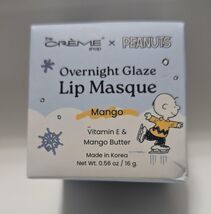 the CRÈME shop × PEANUTS
Overnight Glaze
Lip Masque
Mango
Vitamin E &
Mango Butter
Made in Korea
Net Wt. 0.56 oz / 16 g.